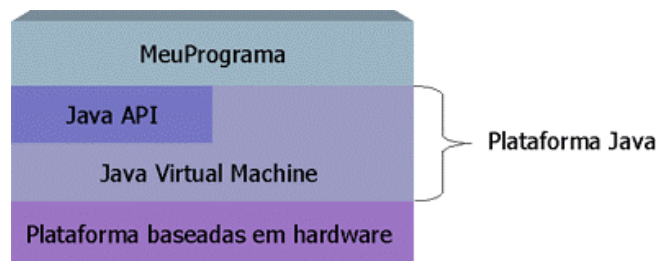 MeuPrograma
Java API
Plataforma Java
Java Virtual Machine
Plataforma baseadas em hardware